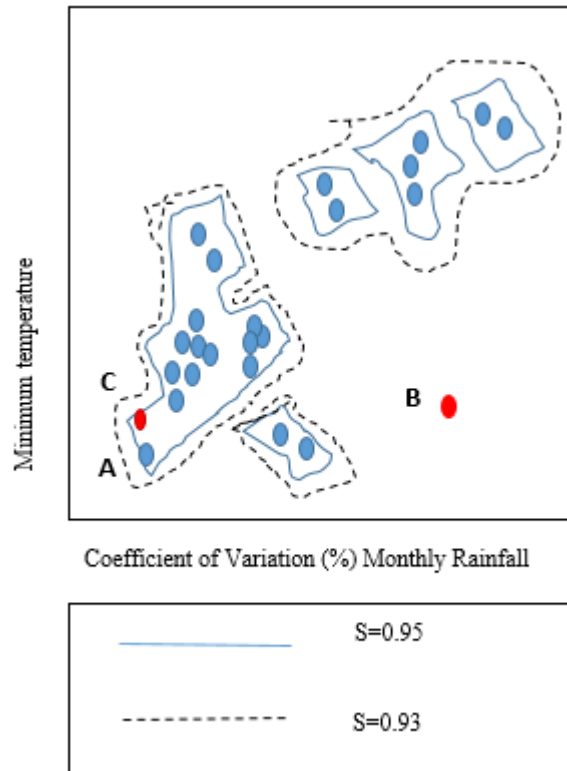 Minimum temperature
B
C
A
Coefficient of Variation (%) Monthly Rainfall
S=0.95
S=0.93